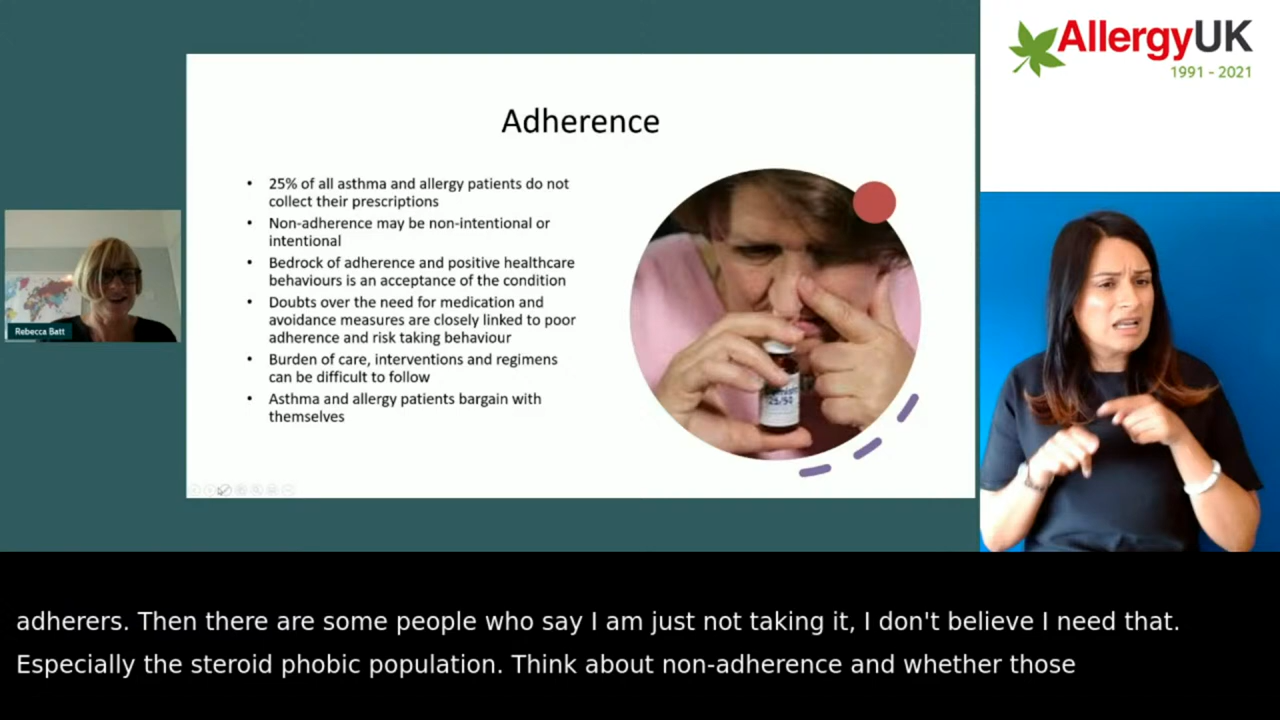 AllergyUK
1991 - 2021
Adherence
• 25% of all asthma and allergy patients do not
collect their prescriptions
• Non-adherence may be non-intentional or
intentional
• Bedrock of adherence and positive healthcare
behaviours is an acceptance of the condition
• Doubts over the need for medication and
avoidance measures are closely linked to poor
adherence and risk taking behaviour
• Burden of care, interventions and regimens
can be difficult to follow
• Asthma and allergy patients bargain with
themselves
Rebecca Batt
adherers. Then there are some people who say I am just not taking it, I don't believe I need that.
Especially the steroid phobic population. Think about non-adherence and whether those